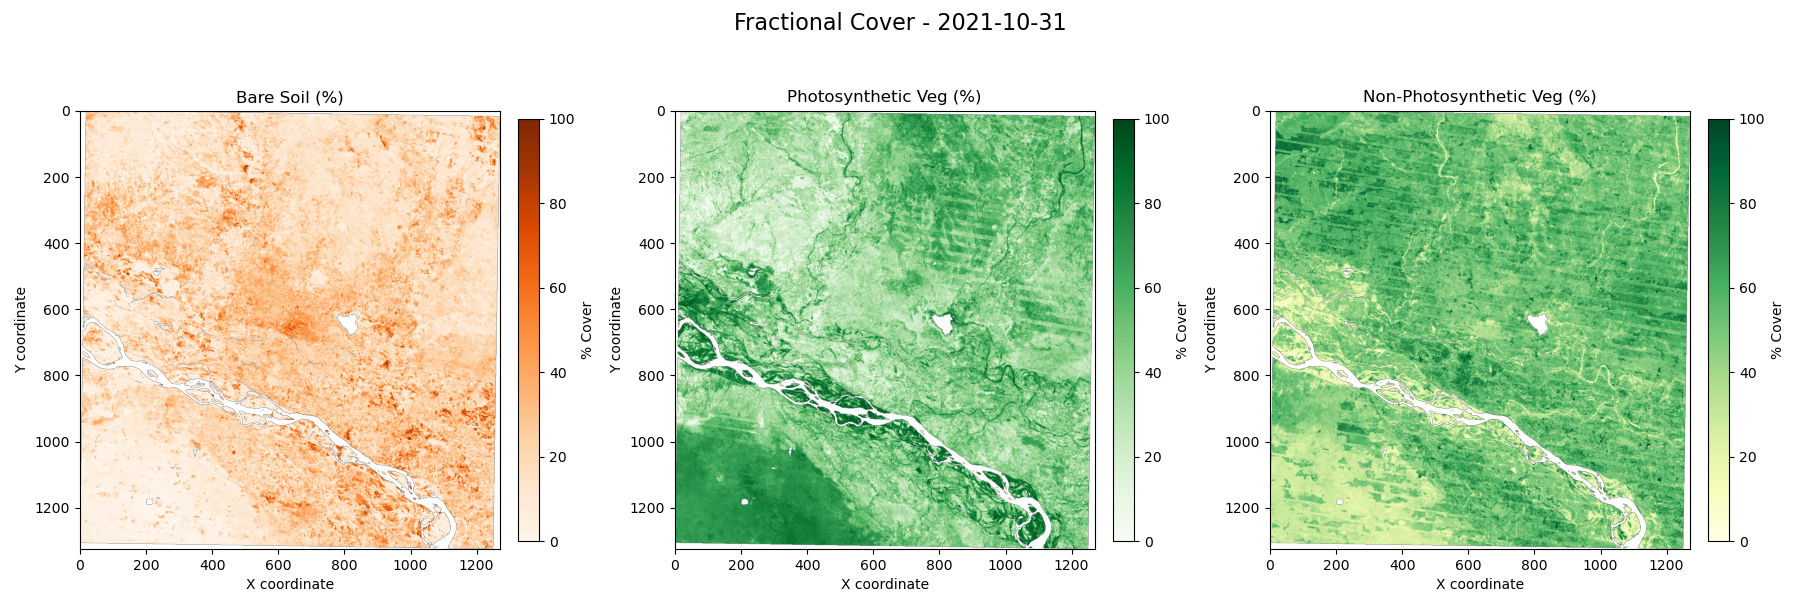 Fractional Cover - 2021-10-31
Bare Soil (%)
Photosynthetic Veg (%)
Non-Photosynthetic Veg (%)
Y coordinate
0
200
400
600
800
1000
1200
0 200 400 600 800 1000 1200
X coordinate
100
80
60
40
20
0
% Cover
Y coordinate
0
200
400
600
800
1000
1200
0 200 400 600 800 1000 1200
X coordinate
100
80
60
40
20
0
% Cover
Y coordinate
0
200
400
600
800
1000
1200
0 200 400 600 800 1000 1200
X coordinate
100
80
60
40
20
0
% Cover